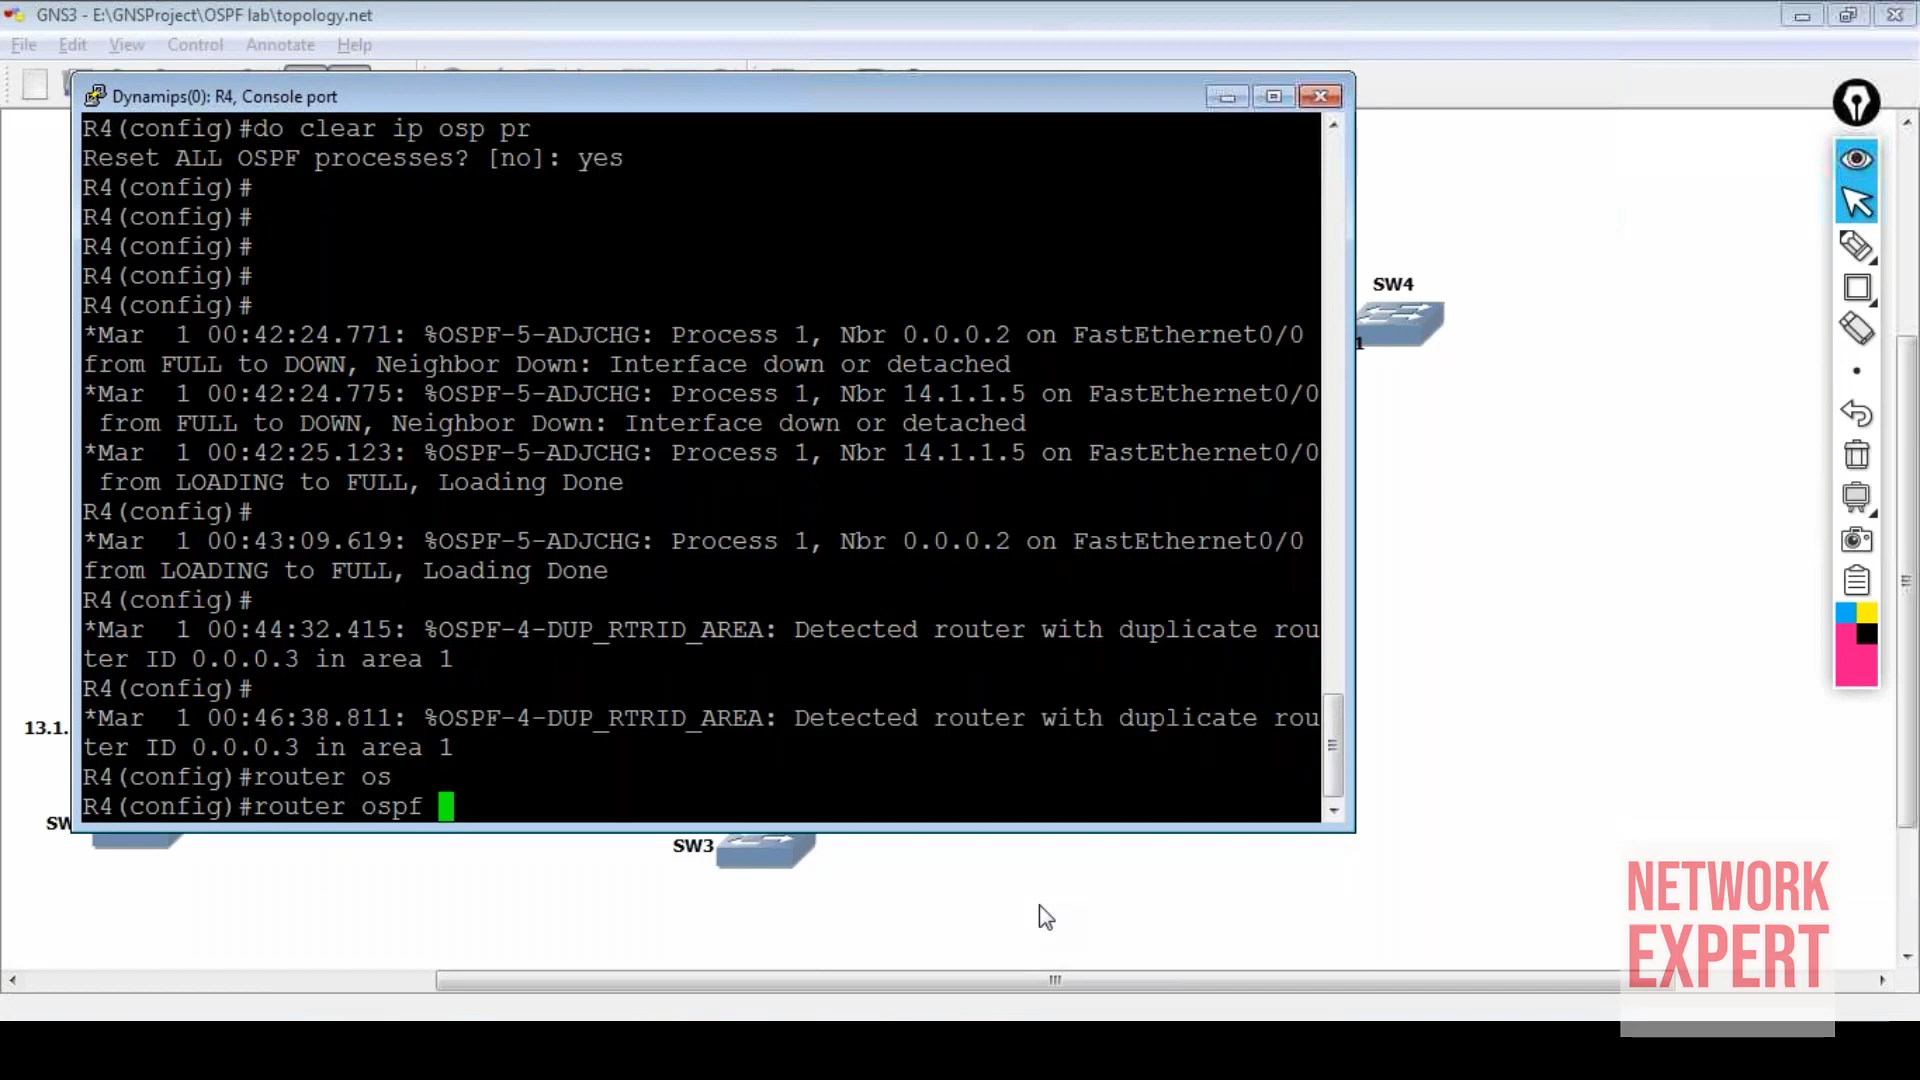 GNS3 - E:\GNSProject\OSPF lab\topology.net
File Edit View Control Annotate Help
Dynamips(0): R4, Console port
R4(config)#do clear ip osp pr
Reset ALL OSPF processes? [no]: yes
R4(config)#
R4(config)#
R4(config)#
R4(config)#
R4(config)#
*Mar  1 00:42:24.771: %OSPF-5-ADJCHG: Process 1, Nbr 0.0.0.2 on FastEthernet0/0
from FULL to DOWN, Neighbor Down: Interface down or detached
*Mar  1 00:42:24.775: %OSPF-5-ADJCHG: Process 1, Nbr 14.1.1.5 on FastEthernet0/0
from FULL to DOWN, Neighbor Down: Interface down or detached
*Mar  1 00:42:25.123: %OSPF-5-ADJCHG: Process 1, Nbr 14.1.1.5 on FastEthernet0/0
from LOADING to FULL, Loading Done
R4(config)#
*Mar  1 00:43:09.619: %OSPF-5-ADJCHG: Process 1, Nbr 0.0.0.2 on FastEthernet0/0
from LOADING to FULL, Loading Done
R4(config)#
*Mar  1 00:44:32.415: %OSPF-4-DUP_RTRID_AREA: Detected router with duplicate rou
ter ID 0.0.0.3 in area 1
R4(config)#
*Mar  1 00:46:38.811: %OSPF-4-DUP_RTRID_AREA: Detected router with duplicate rou
ter ID 0.0.0.3 in area 1
R4(config)#router os
R4(config)#router ospf
SW4
1
13.1.
SW
SW3
NETWORK
EXPERT